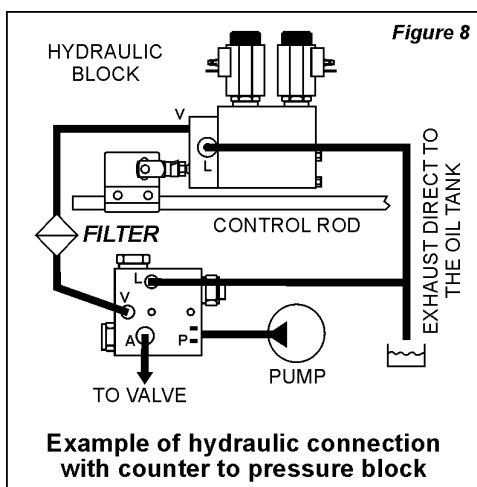 Figure 8
HYDRAULIC
BLOCK
V
L
EXHAUST DIRECT TO
THE OIL TANK
CONTROL ROD
FILTER
L
V
A
P
PUMP
TO VALVE
Example of hydraulic connection
with counter to pressure block